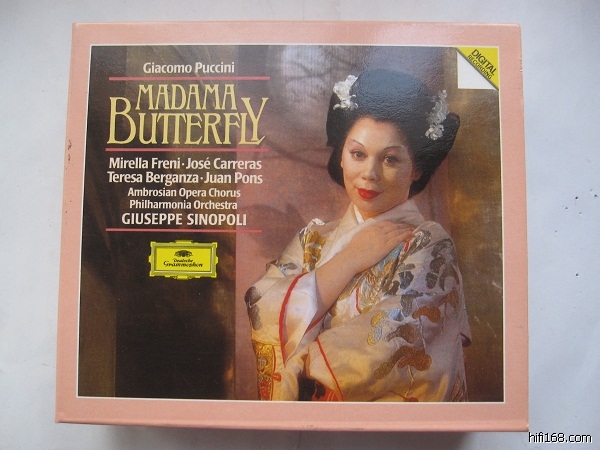 Giacomo Puccini
MADAMA
BUTTERFLY
Mirella Freni · José Carreras
Teresa Berganza · Juan Pons
Ambrosian Opera Chorus
Philharmonia Orchestra
GIUSEPPE SINOPOLI
Deutsche
Grammophon
DIGITAL
RECORDING
hifi168.com